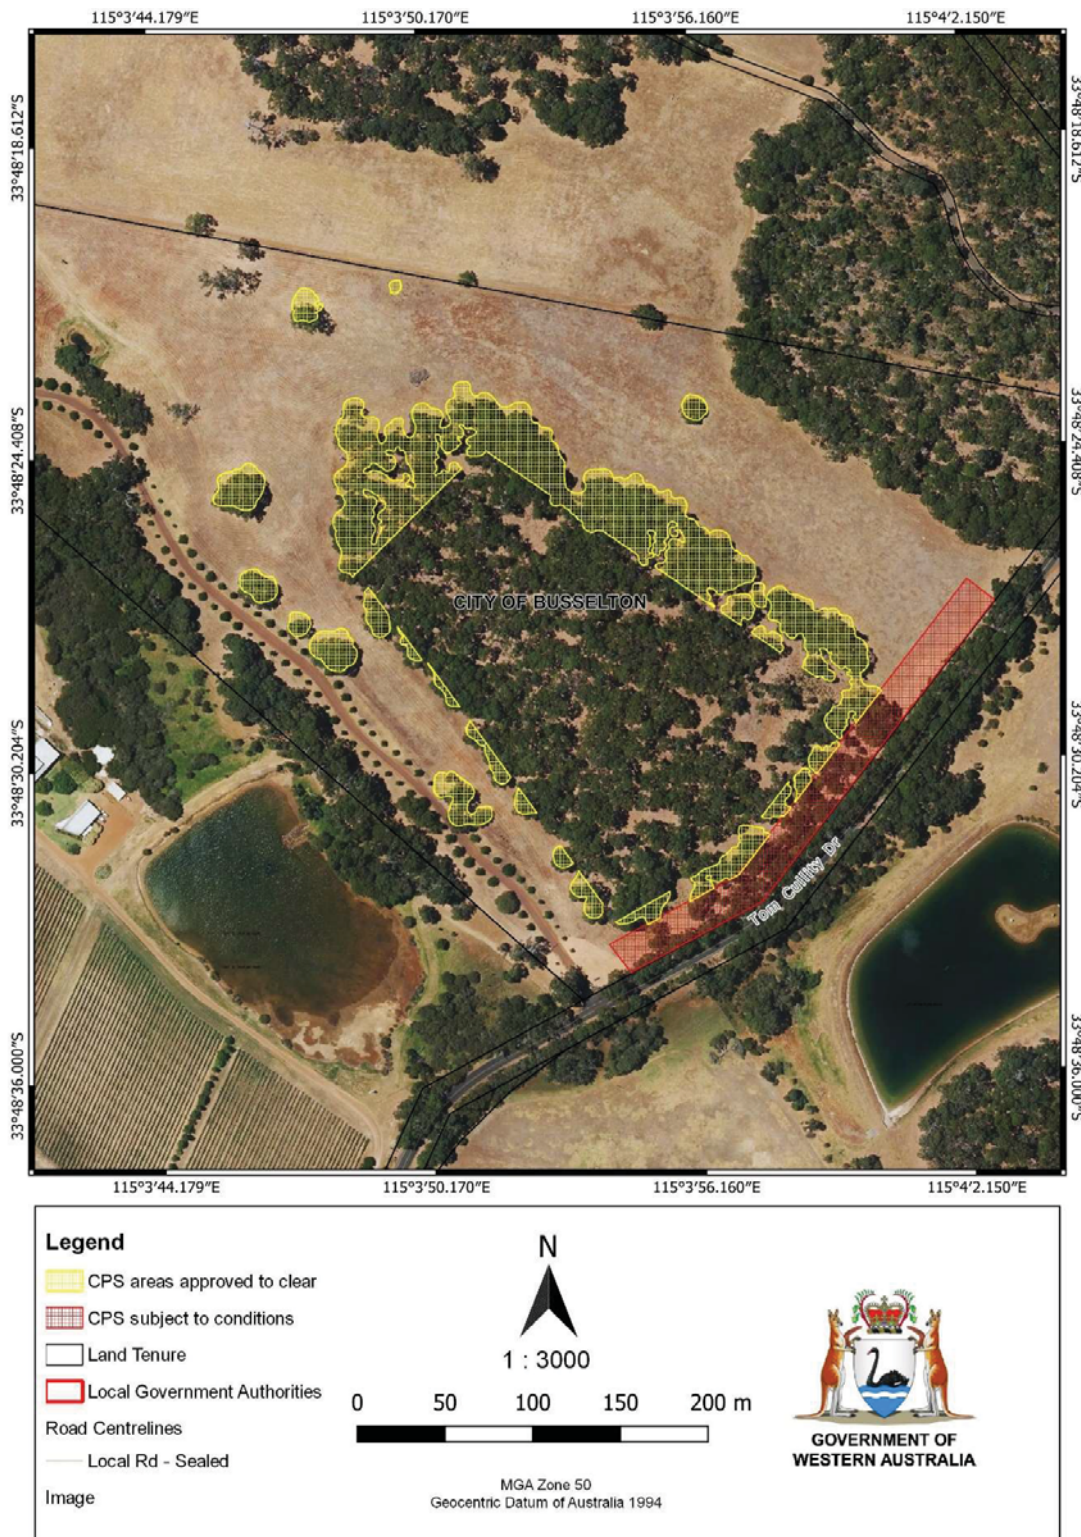 115°3'44.179"E 115°3'50.170"E 115°3'56.160"E 115°4'2.150"E
33°48'18.612"S 33°48'18.612"S
33°48'24.408"S 33°48'24.408"S
CITY OF BUSSELTON
33°48'30.204"S 33°48'30.204"S
Tom Cullity Dr
33°48'36.000"S 33°48'36.000"S
115°3'44.179"E 115°3'50.170"E 115°3'56.160"E 115°4'2.150"E
Legend
CPS areas approved to clear
CPS subject to conditions
Land Tenure
Local Government Authorities
Road Centrelines
Local Rd - Sealed
Image
N
1 : 3000
0 50 100 150 200 m
MGA Zone 50
Geocentric Datum of Australia 1994
GOVERNMENT OF
WESTERN AUSTRALIA